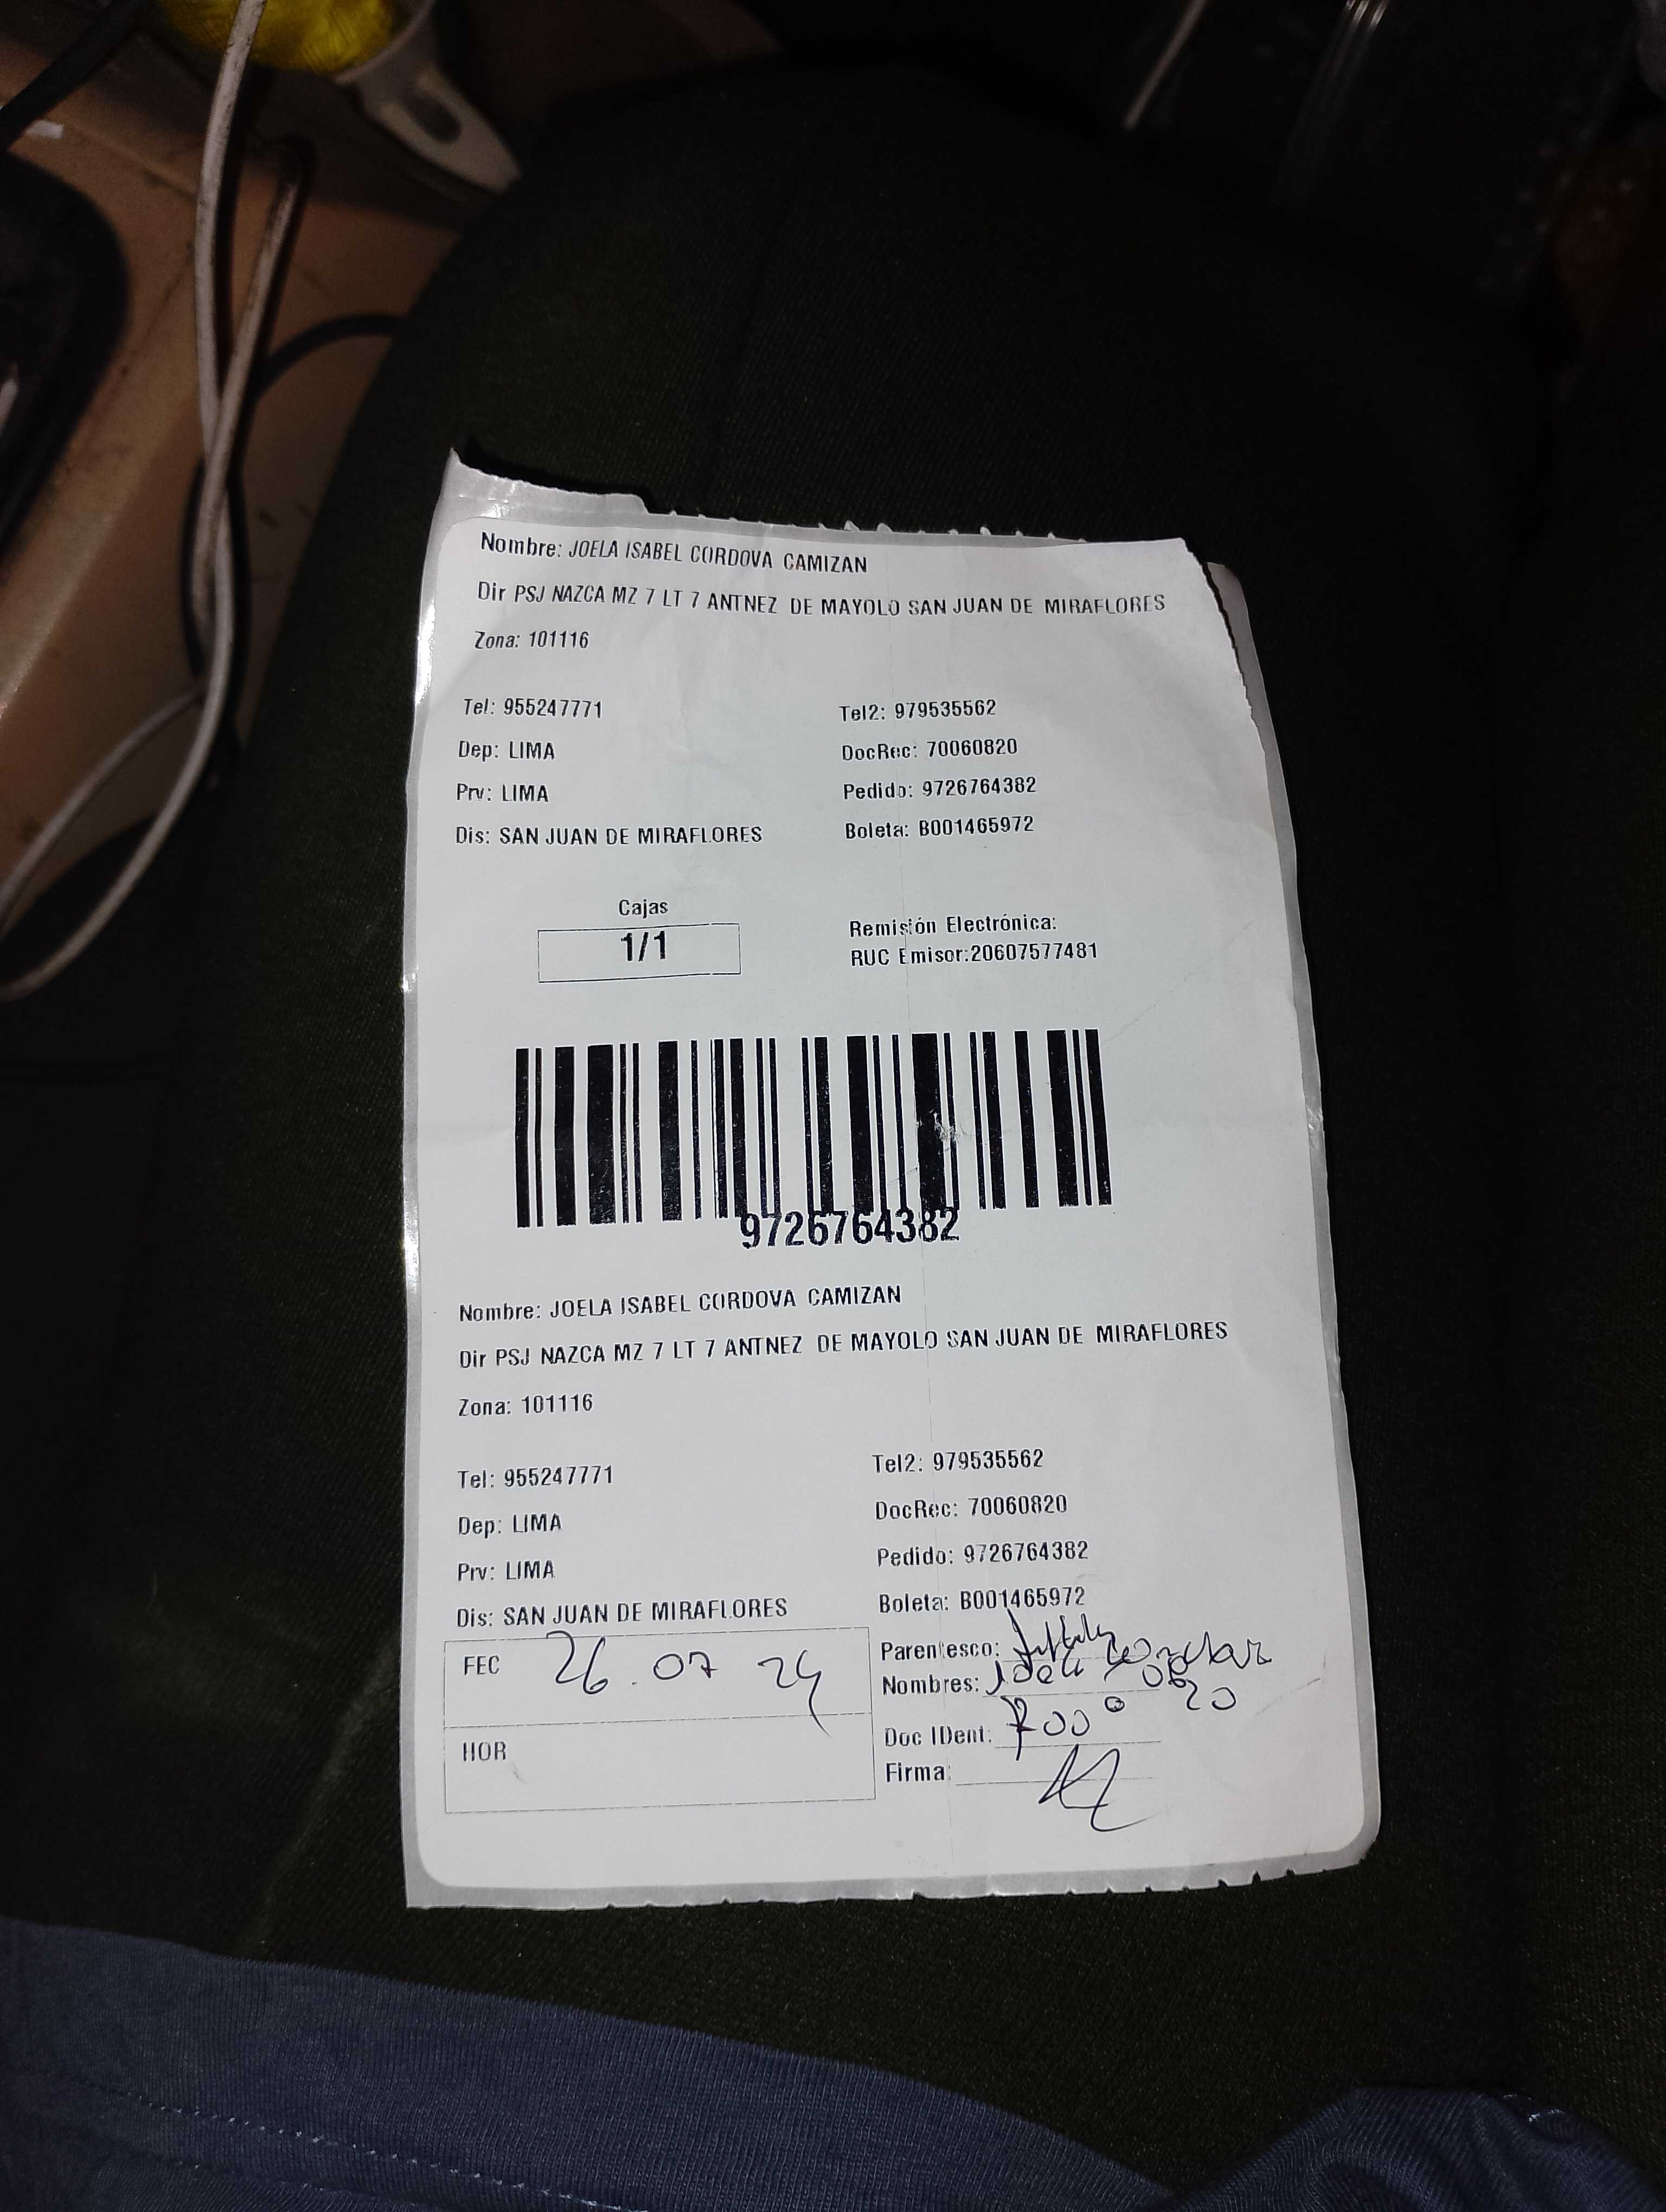 Nombre: JOELA ISABEL CORDOVA CAMIZAN
Dir PSJ NAZCA MZ 7 LT 7 ANTNEZ DE MAYOLO SAN JUAN DE MIRAFLORES
Zona: 101116
Tel: 955247771 Tel2: 979535562
Dep: LIMA DocRec: 70060820
Prv: LIMA Pedido: 9726764382
Dis: SAN JUAN DE MIRAFLORES Boleta: B001465972
Cajas
1/1
Remisión Electrónica:
RUC Emisor:20607577481
9726764382
Nombre: JOELA ISABEL CORDOVA CAMIZAN
Dir PSJ NAZCA MZ 7 LT 7 ANTNEZ DE MAYOLO SAN JUAN DE MIRAFLORES
Zona: 101116
Tel: 955247771 Tel2: 979535562
Dep: LIMA DocRec: 70060820
Prv: LIMA Pedido: 9726764382
Dis: SAN JUAN DE MIRAFLORES Boleta: B001465972
FEC 26.07 24
HOR
Parentesco:
Nombres:
Doc IDent:
Firma: